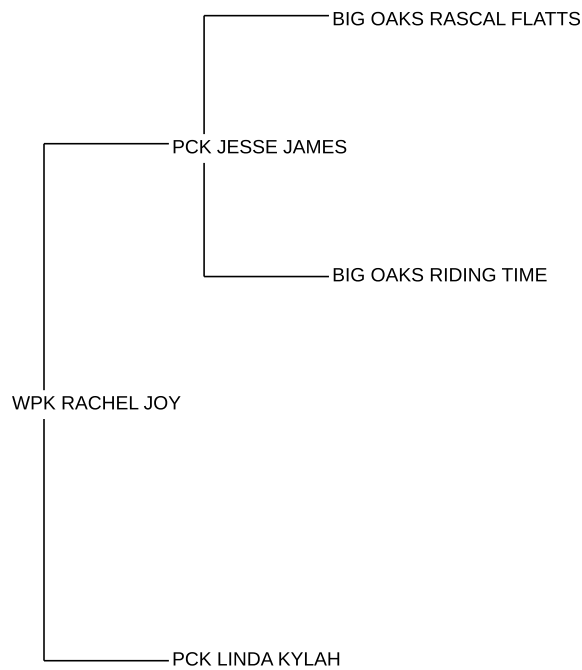 BIG OAKS RASCAL FLATTS
PCK JESSE JAMES
BIG OAKS RIDING TIME
WPK RACHEL JOY
PCK LINDA KYLAH